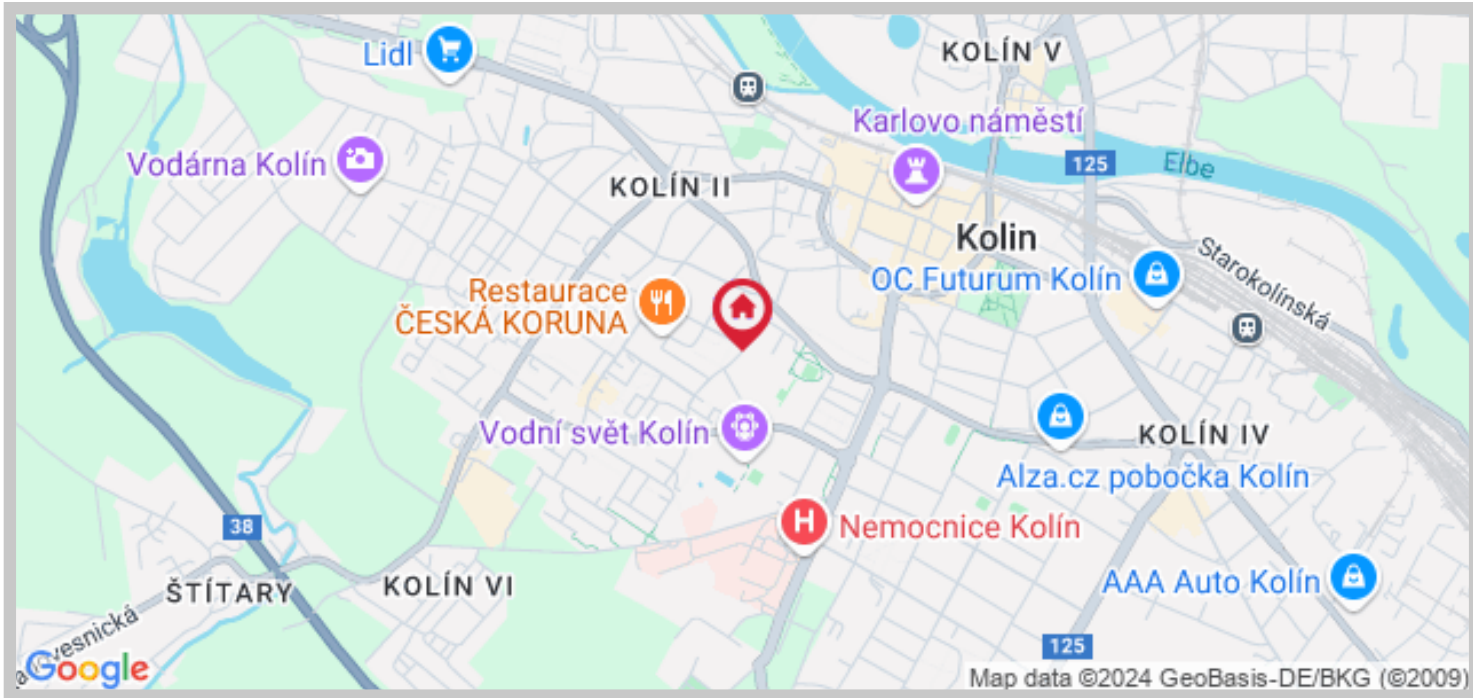 KOLÍN V
Lidl
Karlovo náměstí
Vodárna Kolín
125
Elbe
KOLÍN II
Kolin
Starokolínská
OC Futurum Kolín
Restaurace
ČESKÁ KORUNA
Vodní svět Kolín
KOLÍN IV
Alza.cz pobočka Kolín
H
Nemocnice Kolín
38
ŠTÍTARY
KOLÍN VI
AAA Auto Kolín
125
Google
Map data ©2024 GeoBasis-DE/BKG (©2009)